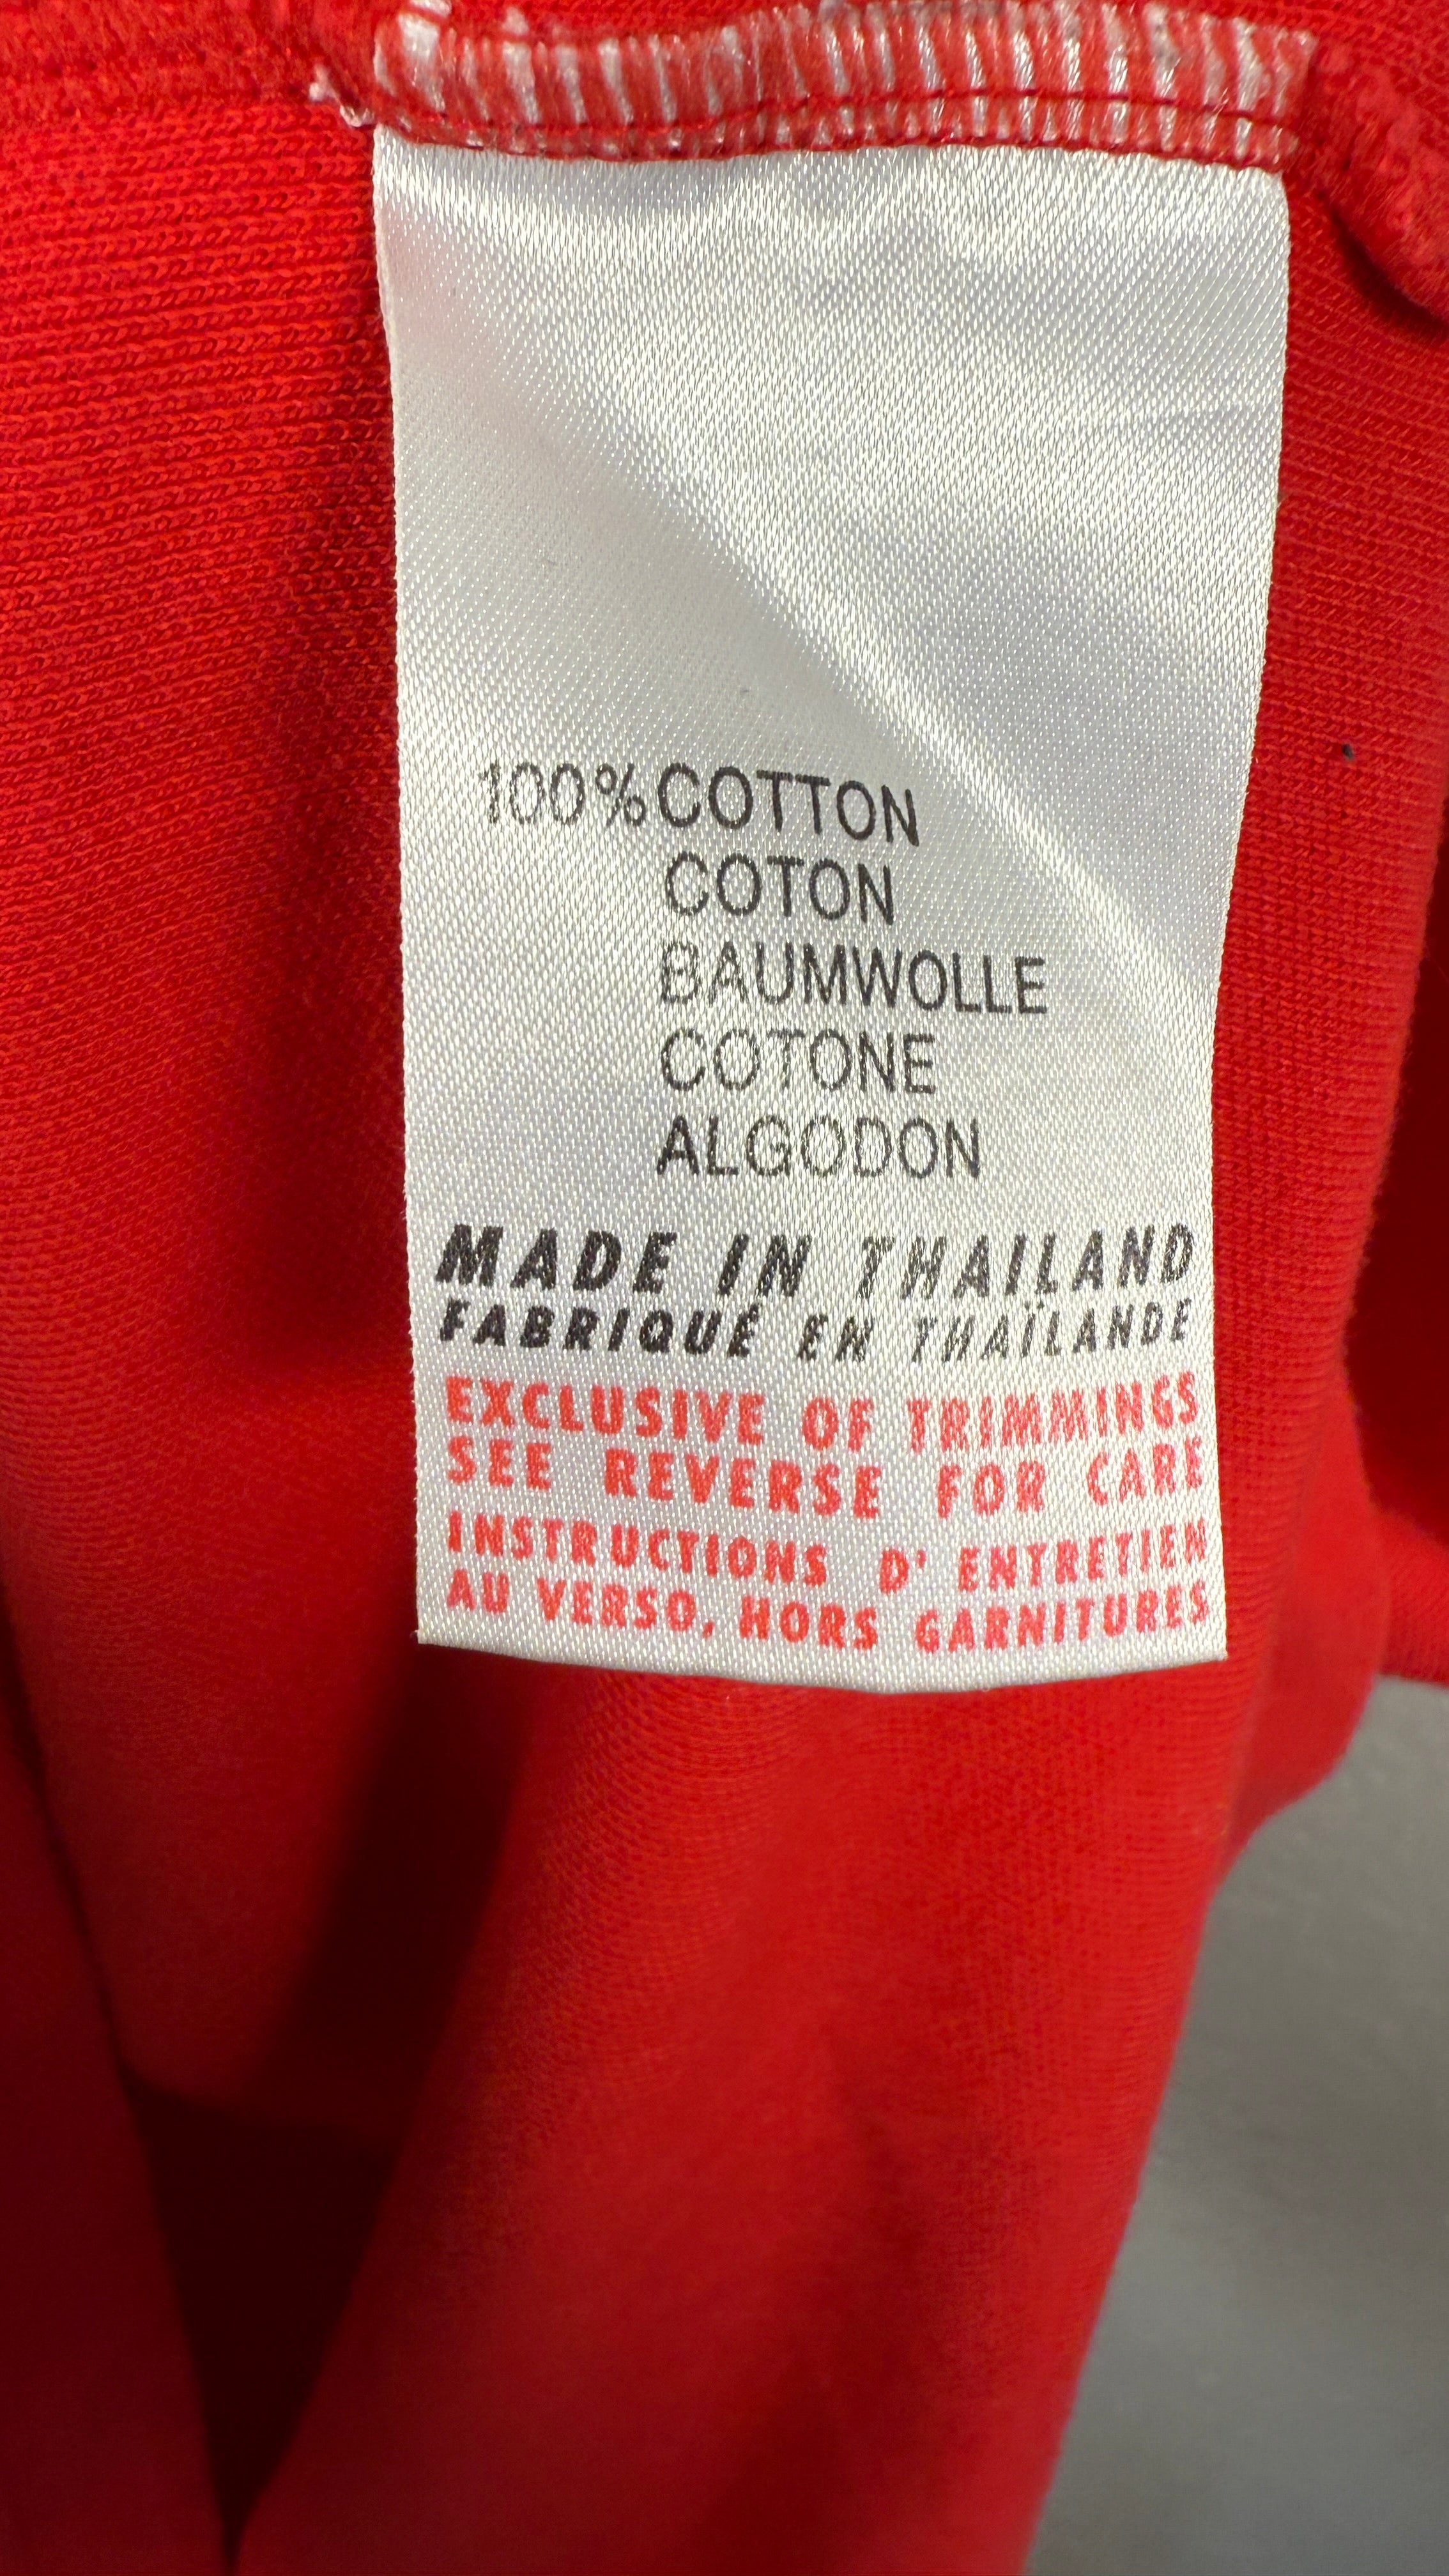 100%COTTON
COTON
BAUMWOLLE
COTONE
ALGODON
MADE IN THAILAND
FABRIQUÉ EN THAÏLANDE
EXCLUSIVE OF TRIMMINGS
SEE REVERSE FOR CARE
INSTRUCTIONS D' ENTRETIEN
AU VERSO, HORS GARNITURES